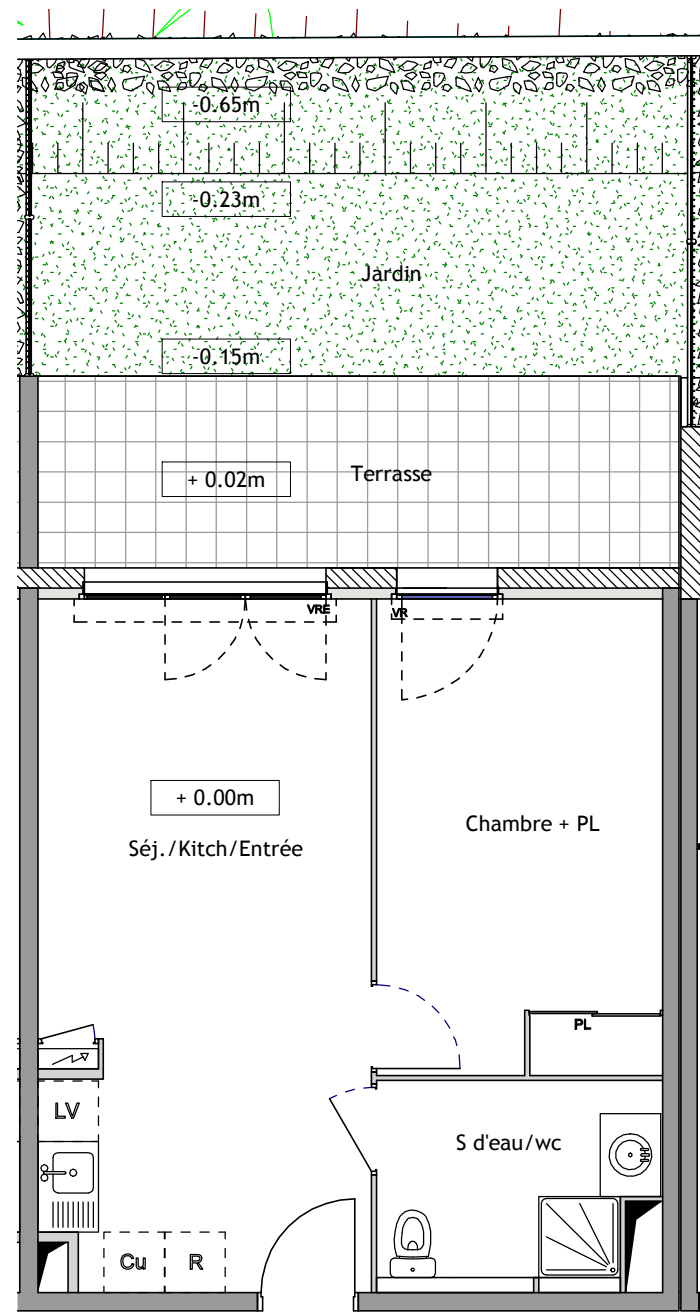 -0.65m
-0.23m
Jardin
-0.15m
+ 0.02m
Terrasse
VRE
VR
+ 0.00m
Séj./Kitch/Entrée
Chambre + PL
PL
LV
S d'eau/wc
Cu
R